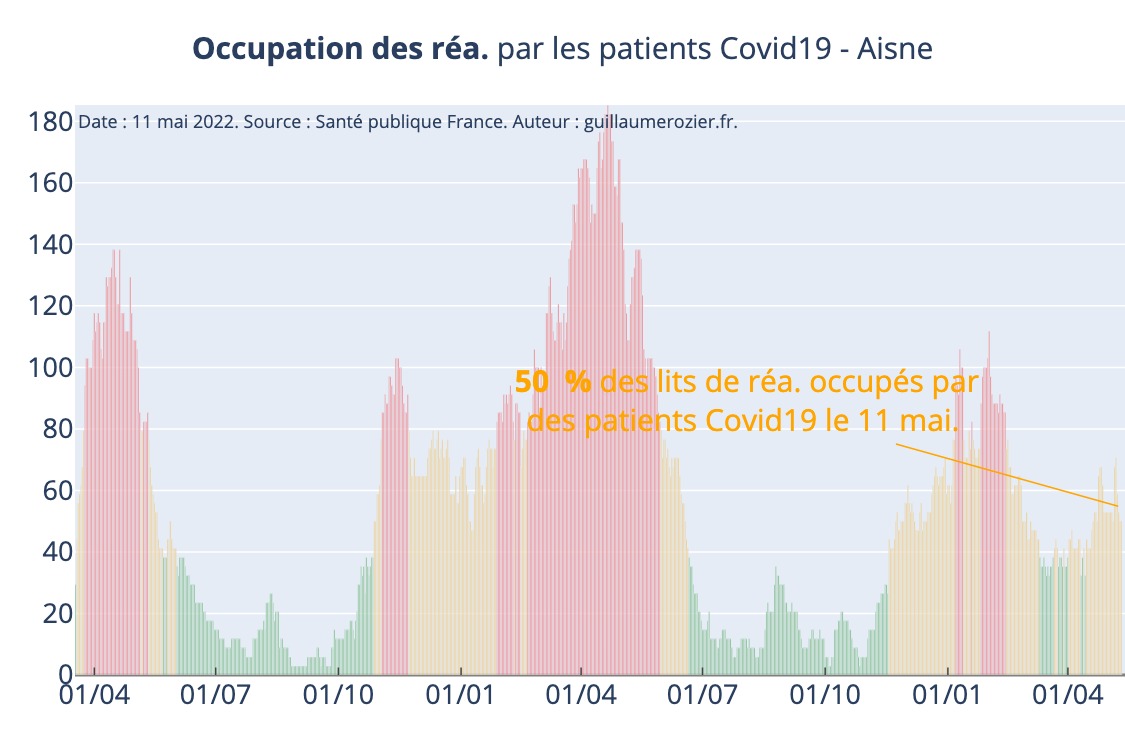 Occupation des réa. par les patients Covid19 - Aisne
180
Date : 11 mai 2022. Source : Santé publique France. Auteur : guillaumerozier.fr.
160
140
120
100
50 % des lits de réa. occupés par
80
des patients Covid19 le 11 mai.
60
40
20
0
01/04 01/07 01/10 01/01 01/04 01/07 01/10 01/01 01/04